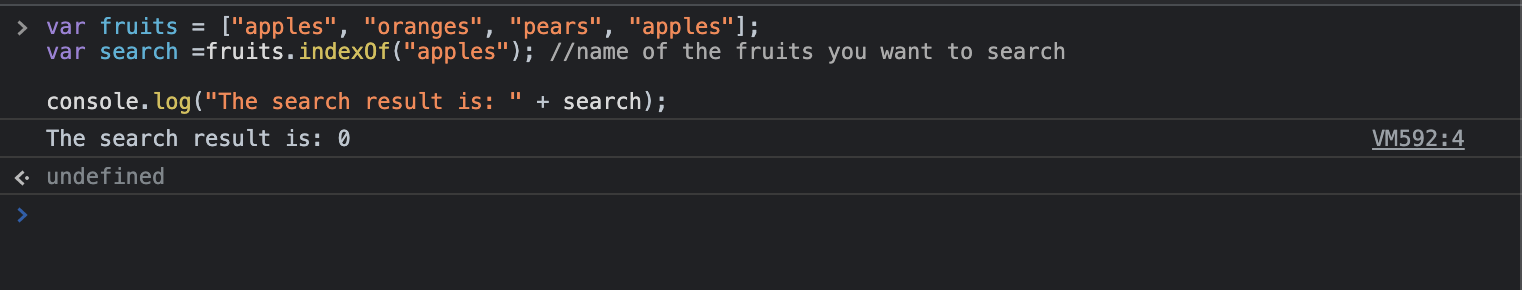 > var fruits = ["apples", "oranges", "pears", "apples"];
var search =fruits.indexOf("apples"); //name of the fruits you want to search
console.log("The search result is: " + search);
The search result is: 0 VM592:4
undefined
>